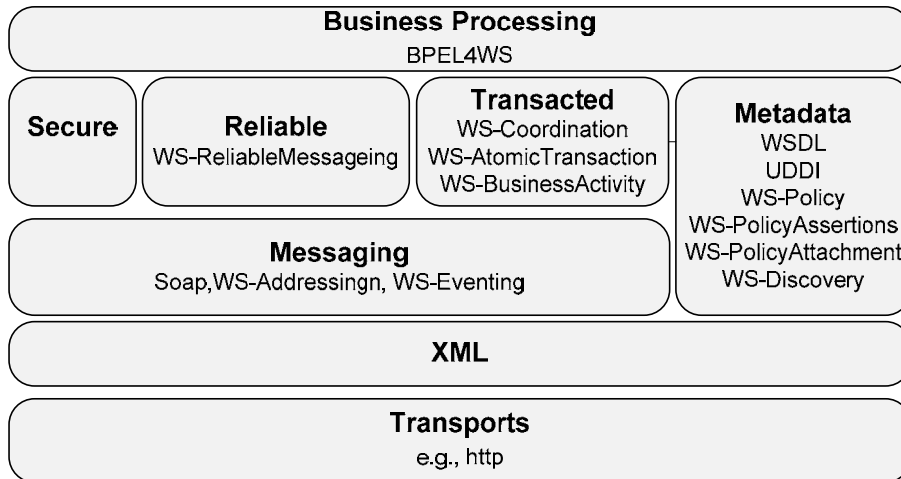 Business Processing
BPEL4WS
Secure
Reliable
WS-ReliableMessageing
Transacted
WS-Coordination
WS-AtomicTransaction
WS-BusinessActivity
Metadata
WSDL
UDDI
WS-Policy
WS-PolicyAssertions
WS-PolicyAttachment
WS-Discovery
Messaging
Soap,WS-Addressingn, WS-Eventing
XML
Transports
e.g., http